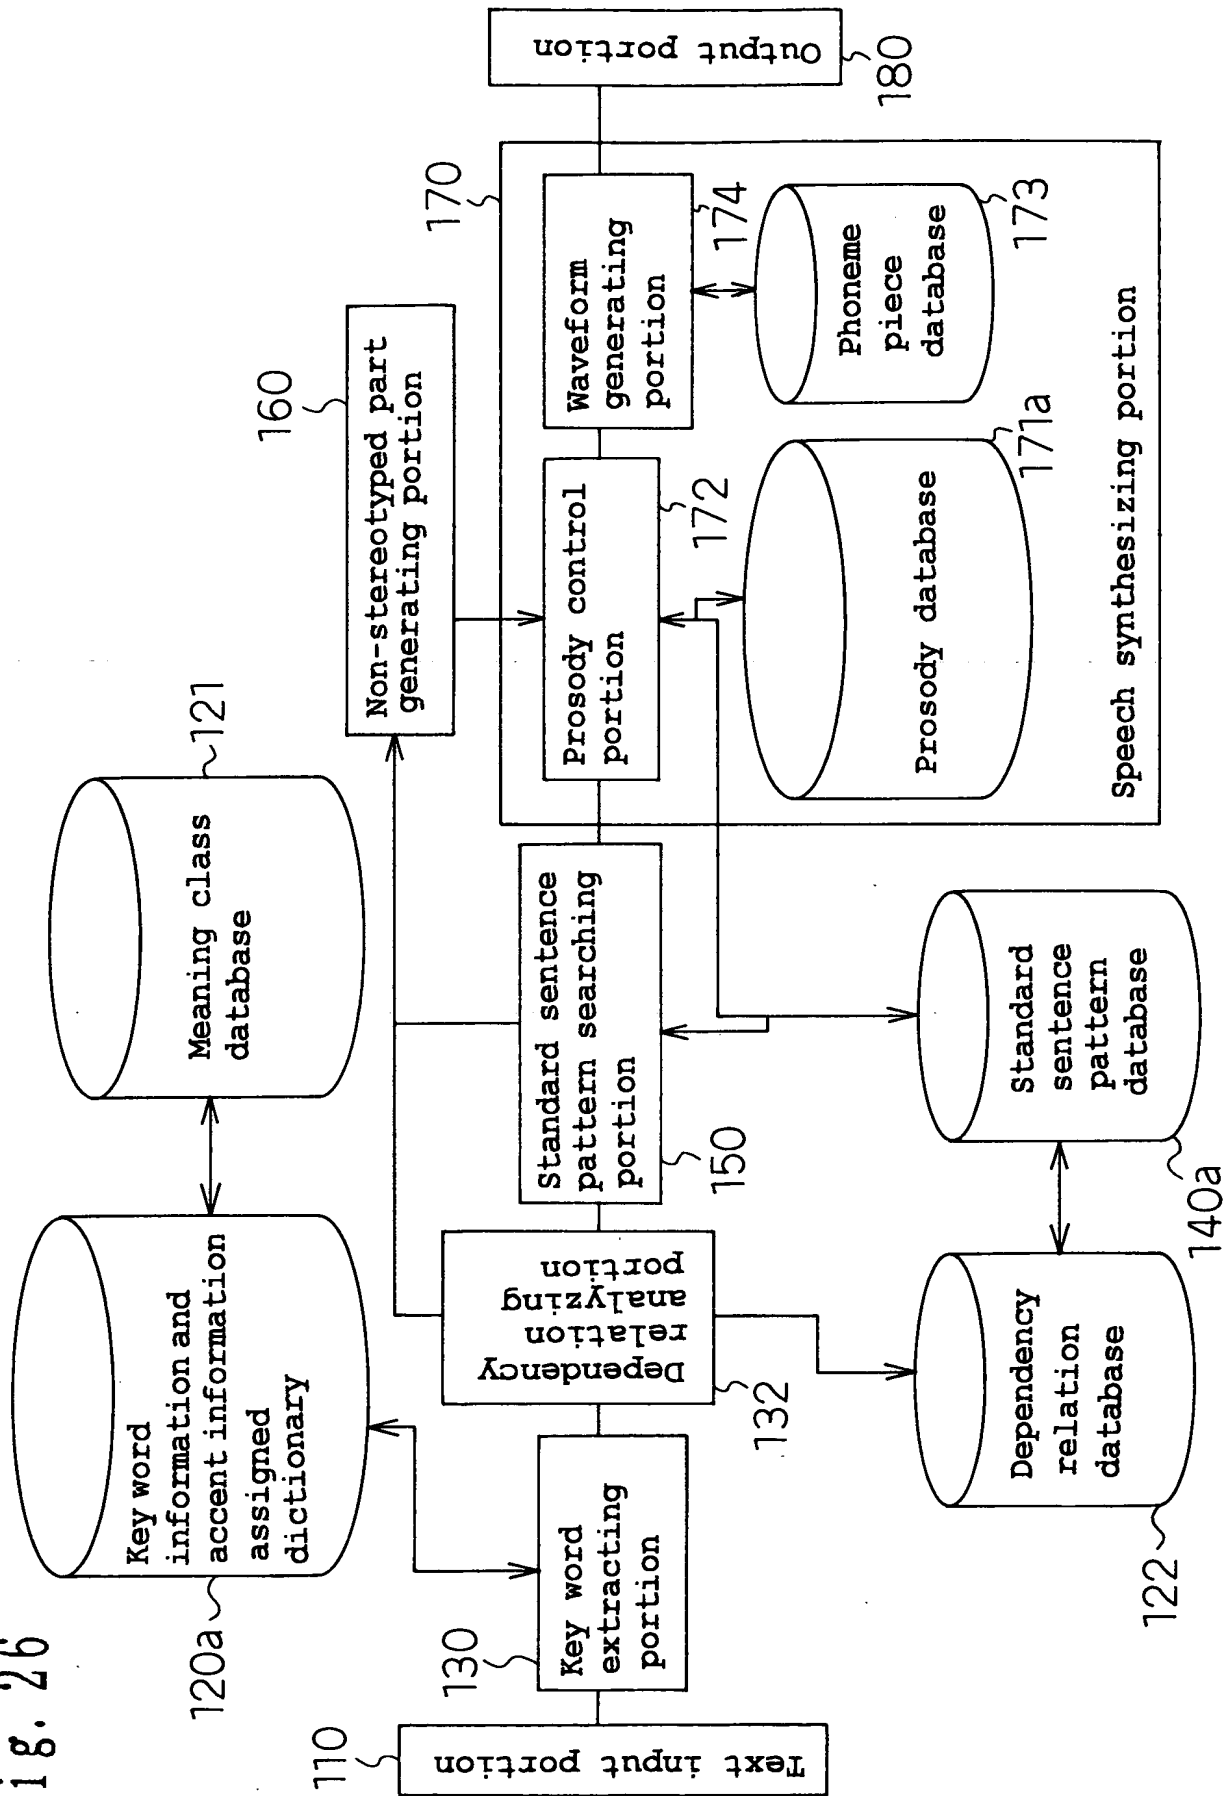 ig. 26
120a
Key word
information and
accent information
assigned
dictionary
Meaning class
database
121
160
Non-stereotyped part
generating portion
110
Text input portion
130
Key word
extracting
portion
Dependency
relation
analyzing
portion
132
Standard sentence
pattern searching
portion
150
170
Prosody control
portion
172
Waveform
generating
portion
174
Output portion
180
Prosody database
171a
Phoneme
piece
database
173
Speech synthesizing portion
122
Dependency
relation
database
140a
Standard
sentence
pattern
database